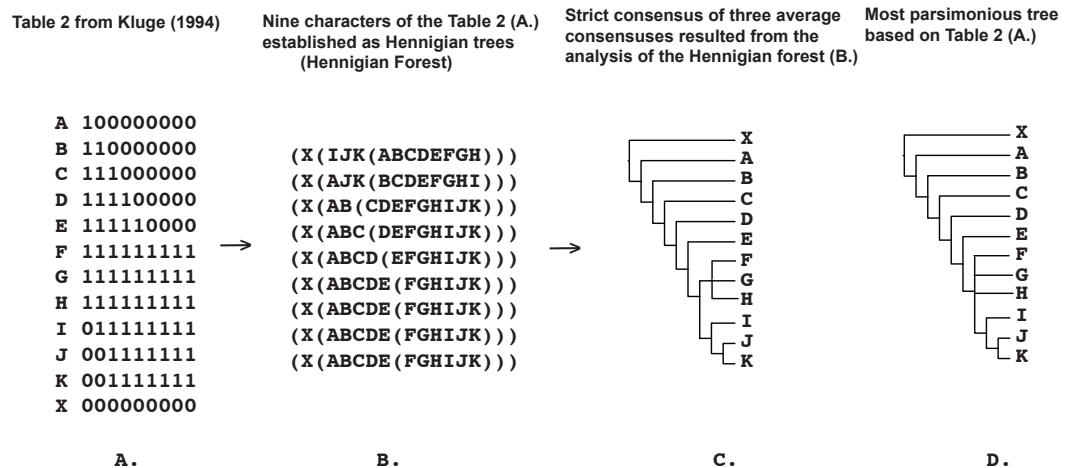 Table 2 from Kluge (1994)
Nine characters of the Table 2 (A.)
established as Hennigian trees
(Hennigian Forest)
Strict consensus of three average
consensuses resulted from the
analysis of the Hennigian forest (B.)
Most parsimonious tree
based on Table 2 (A.)
A 100000000
B 110000000
C 111000000
D 111100000
E 111110000
F 111111111
G 111111111
H 111111111
I 011111111
J 001111111
K 001111111
X 000000000
(X(IJK(ABCDEFGH)))
(X(AJK(BCDEFGHI)))
(X(AB(CDEFGHIJK)))
(X(ABC(DEFGHIJK)))
(X(ABCD(EFGHIJK)))
(X(ABCDE(FGHIJK)))
(X(ABCDE(FGHIJK)))
(X(ABCDE(FGHIJK)))
(X(ABCDE(FGHIJK)))
X
A
B
C
D
E
F
G
H
I
J
K
X
A
B
C
D
E
F
G
H
I
J
K
A.
B.
C.
D.